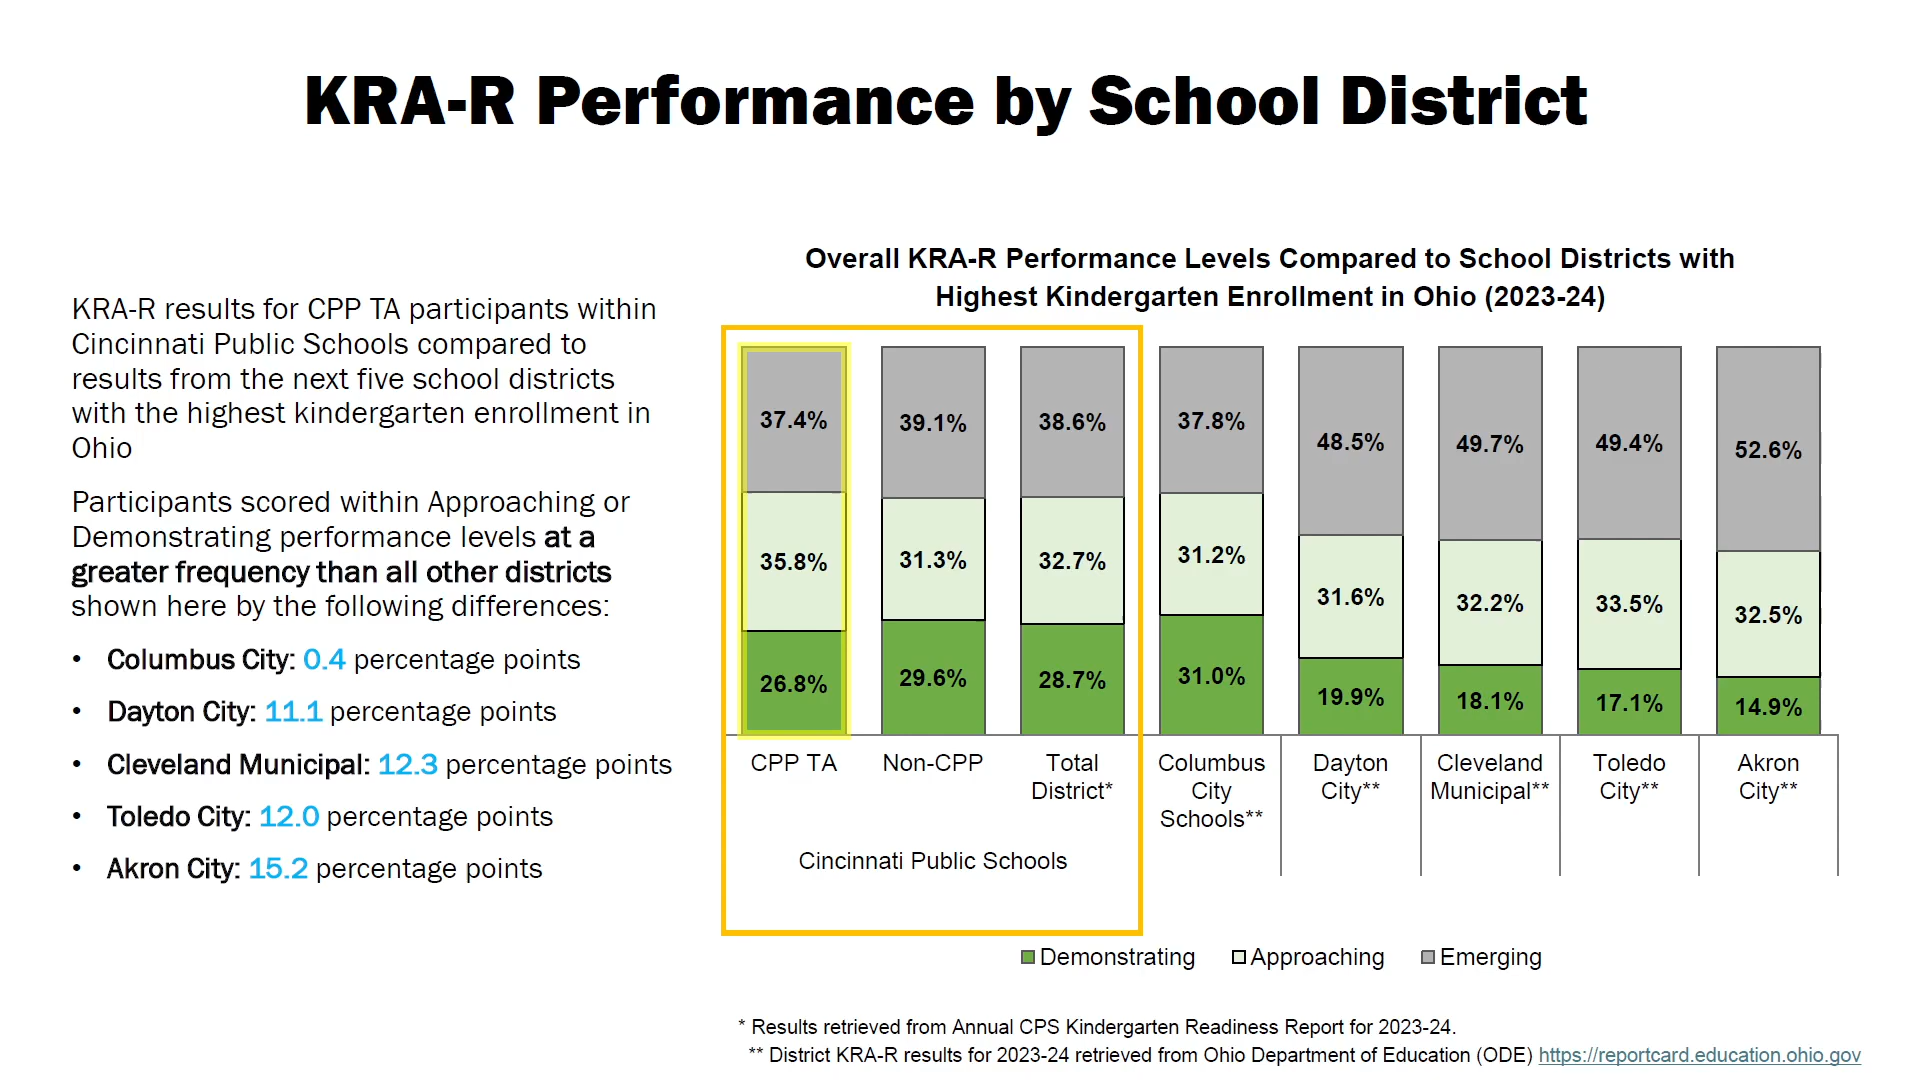 KRA-R Performance by School District
KRA-R results for CPP TA participants within
Cincinnati Public Schools compared to
results from the next five school districts
with the highest kindergarten enrollment in
Ohio
Participants scored within Approaching or
Demonstrating performance levels at a
greater frequency than all other districts
shown here by the following differences:
• Columbus City: 0.4 percentage points
• Dayton City: 11.1 percentage points
• Cleveland Municipal: 12.3 percentage points
• Toledo City: 12.0 percentage points
• Akron City: 15.2 percentage points
Overall KRA-R Performance Levels Compared to School Districts with
Highest Kindergarten Enrollment in Ohio (2023-24)
37.4% 39.1% 38.6% 37.8% 48.5% 49.7% 49.4% 52.6%
35.8% 31.3% 32.7% 31.2% 31.6% 32.2% 33.5% 32.5%
26.8% 29.6% 28.7% 31.0% 19.9% 18.1% 17.1% 14.9%
CPP TA Non-CPP Total Columbus Dayton Cleveland Toledo Akron
District* City City** Municipal** City** City**
Schools**
Cincinnati Public Schools
Demonstrating Approaching Emerging
* Results retrieved from Annual CPS Kindergarten Readiness Report for 2023-24.
** District KRA-R results for 2023-24 retrieved from Ohio Department of Education (ODE) https://reportcard.education.ohio.gov